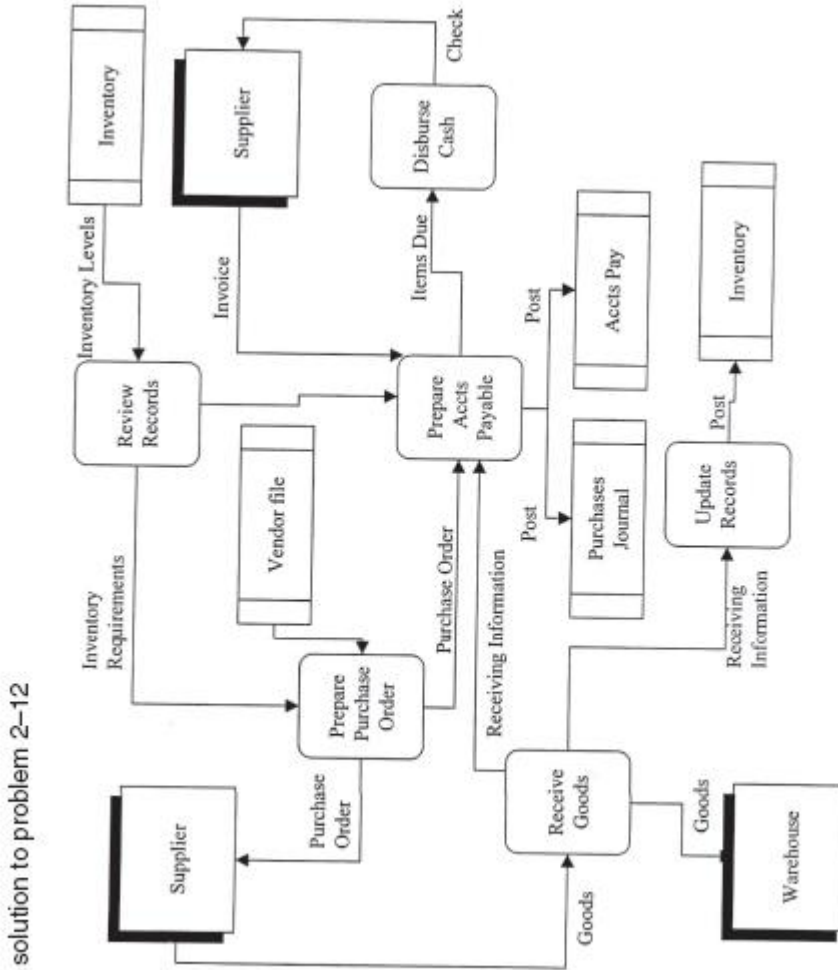 solution to problem 2–12
Inventory
Inventory Levels
Review
Records
Inventory
Requirements
Supplier
Invoice
Check
Disburse
Cash
Items Due
Vendor file
Prepare
Accts
Payable
Prepare
Purchase
Order
Purchase Order
Purchase
Order
Supplier
Receiving Information
Post
Post
Accts Pay
Purchases
Journal
Inventory
Post
Update
Records
Receiving
Information
Receive
Goods
Goods
Goods
Warehouse